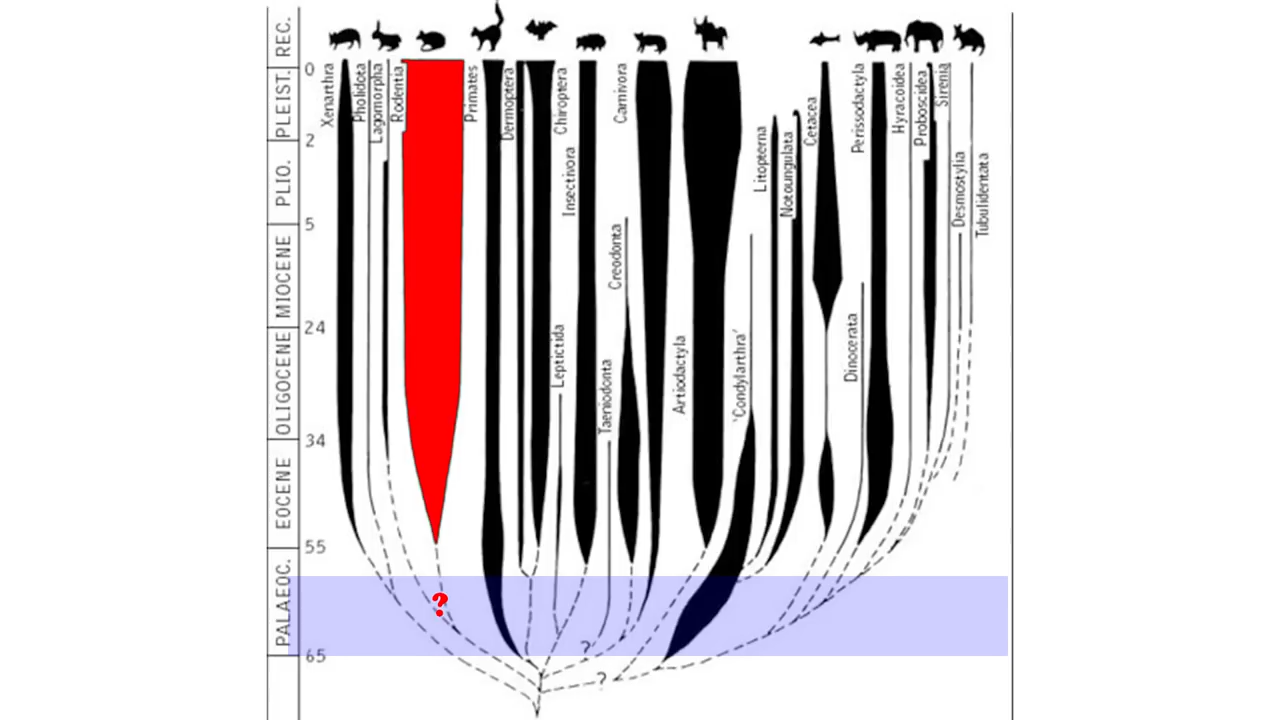 REC.
PLEIST.
PLIO.
MIOCENE
OLIGOCENE
EOCENE
PALAEOC.
0
2
5
24
34
55
65
Xenarthra
Pholidota
Lagomorpha
Rodentia
Primates
Dermoptera
Chiroptera
Insectivora
Leptictida
Taeniodonta
Creodonta
Carnivora
Artiodactyla
'Condylarthra'
Litopterna
Notoungulata
Cetacea
Dinocerata
Perissodactyla
Hyracoidea
Proboscidea
Sirenia
Desmostylia
Tubulidentata
?
?
?